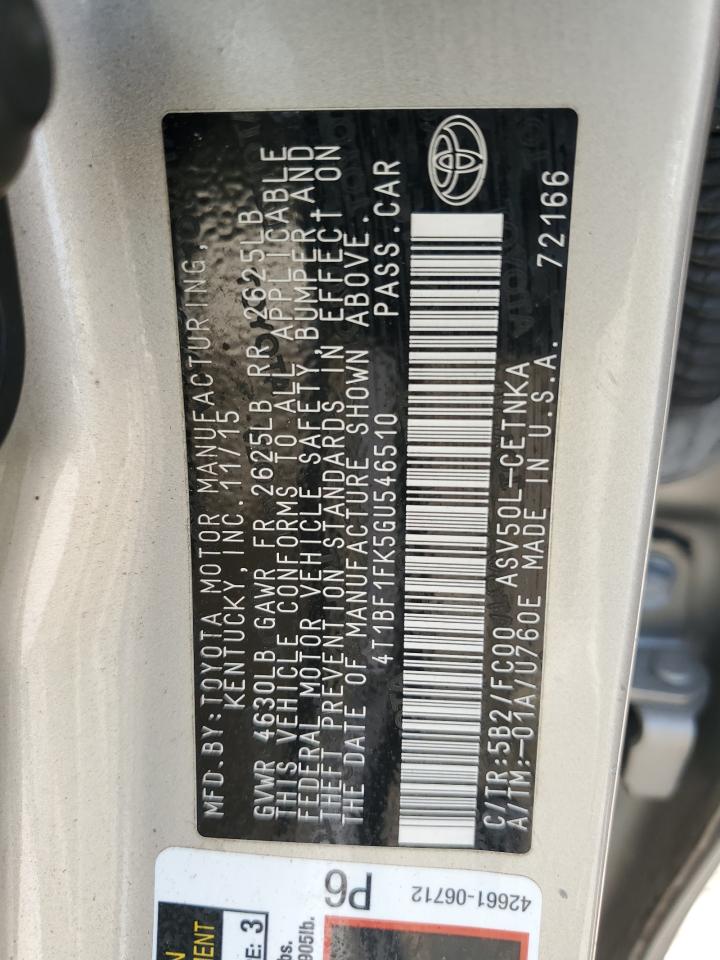 MFD.BY:TOYOTA MOTOR MANUFACTURING,
KENTUCKY,INC. 11/15
GVWR 4630LB GAWR FR 2625LB RR 2625LB
THIS VEHICLE CONFORMS TO ALL APPLICABLE
FEDERAL MOTOR VEHICLE SAFETY, BUMPER, AND
THEFT PREVENTION STANDARDS IN EFFECT ON
THE DATE OF MANUFACTURE SHOWN ABOVE.
4T1BF1FK5GU546510 PASS.CAR
C/TR:5B2/FC00 ASV50L-CETNKA
A/TM:-01A/U760E MADE IN U.S.A. 72166
P6
42661-06712
E: 3
bs.
905lb.